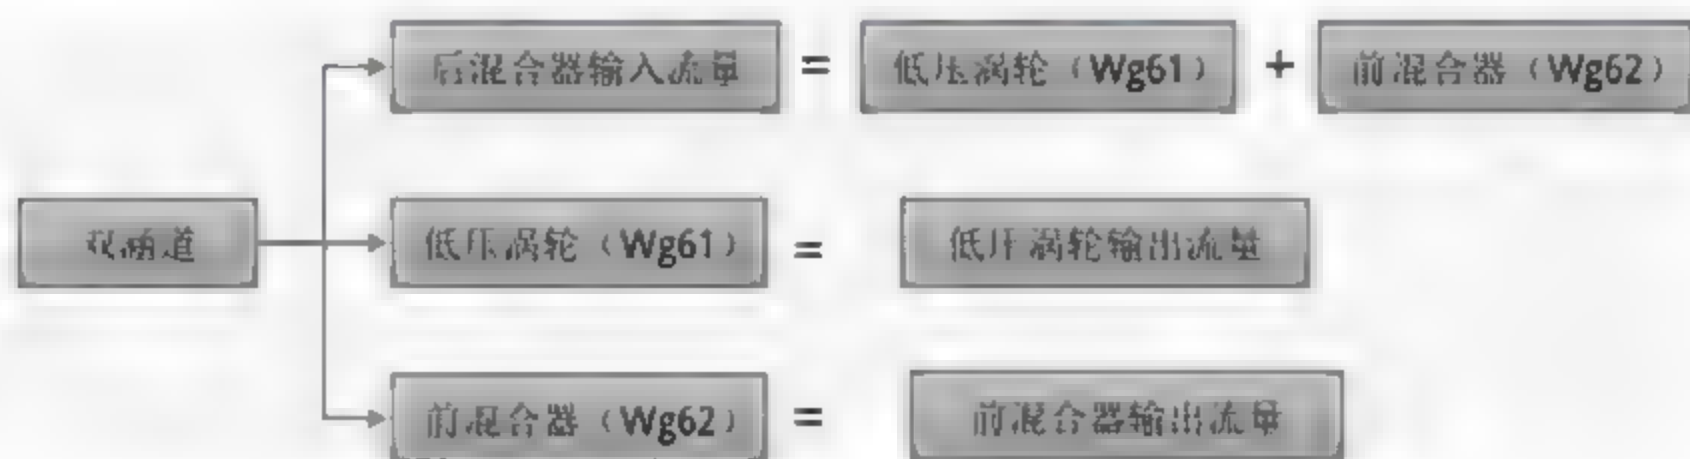 后混合器输入流量 = 低压涡轮（Wg61） + 前混合器（Wg62）
双涵道 低压涡轮（Wg61） = 低压涡轮输出流量
前混合器（Wg62） = 前混合器输出流量